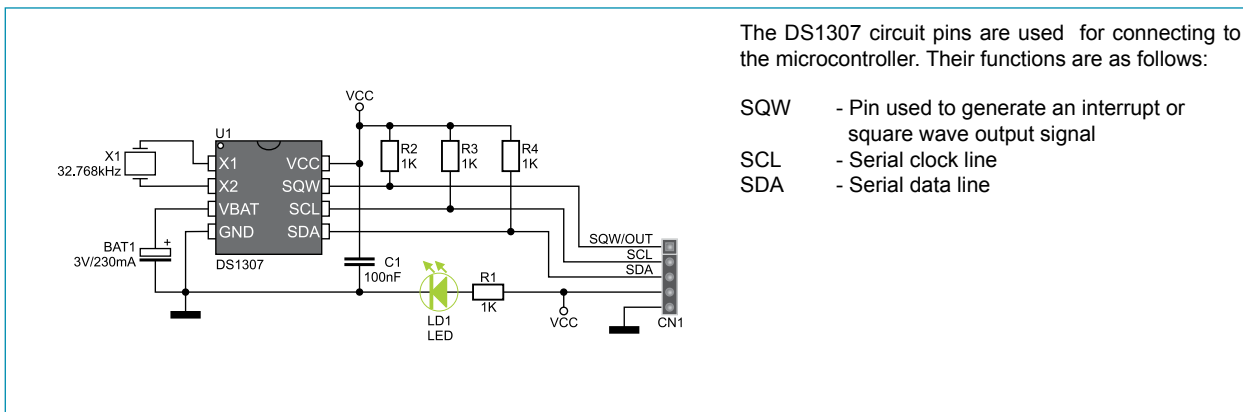 The DS1307 circuit pins are used for connecting to
the microcontroller. Their functions are as follows:
SQW - Pin used to generate an interrupt or
square wave output signal
SCL - Serial clock line
SDA - Serial data line
VCC
U1
X1
32.768kHz
X1
X2
VBAT
GND
VCC
SQW
SCL
SDA
DS1307
R2
1K
R3
1K
R4
1K
BAT1
3V/230mA
+
C1
100nF
LD1
LED
R1
1K
VCC
SQW/OUT
SCL
SDA
CN1